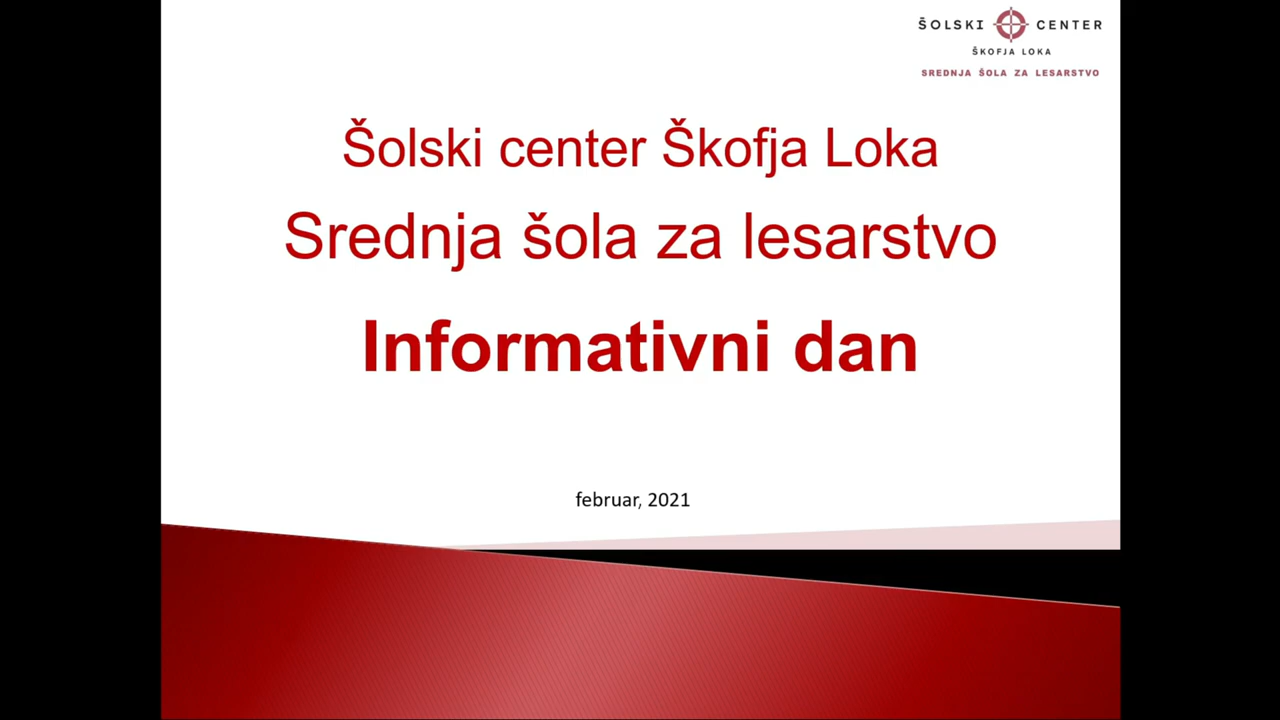 ŠOLSKI CENTER
ŠKOFJA LOKA
SREDNJA ŠOLA ZA LESARSTVO
Šolski center Škofja Loka
Srednja šola za lesarstvo
Informativni dan
februar, 2021